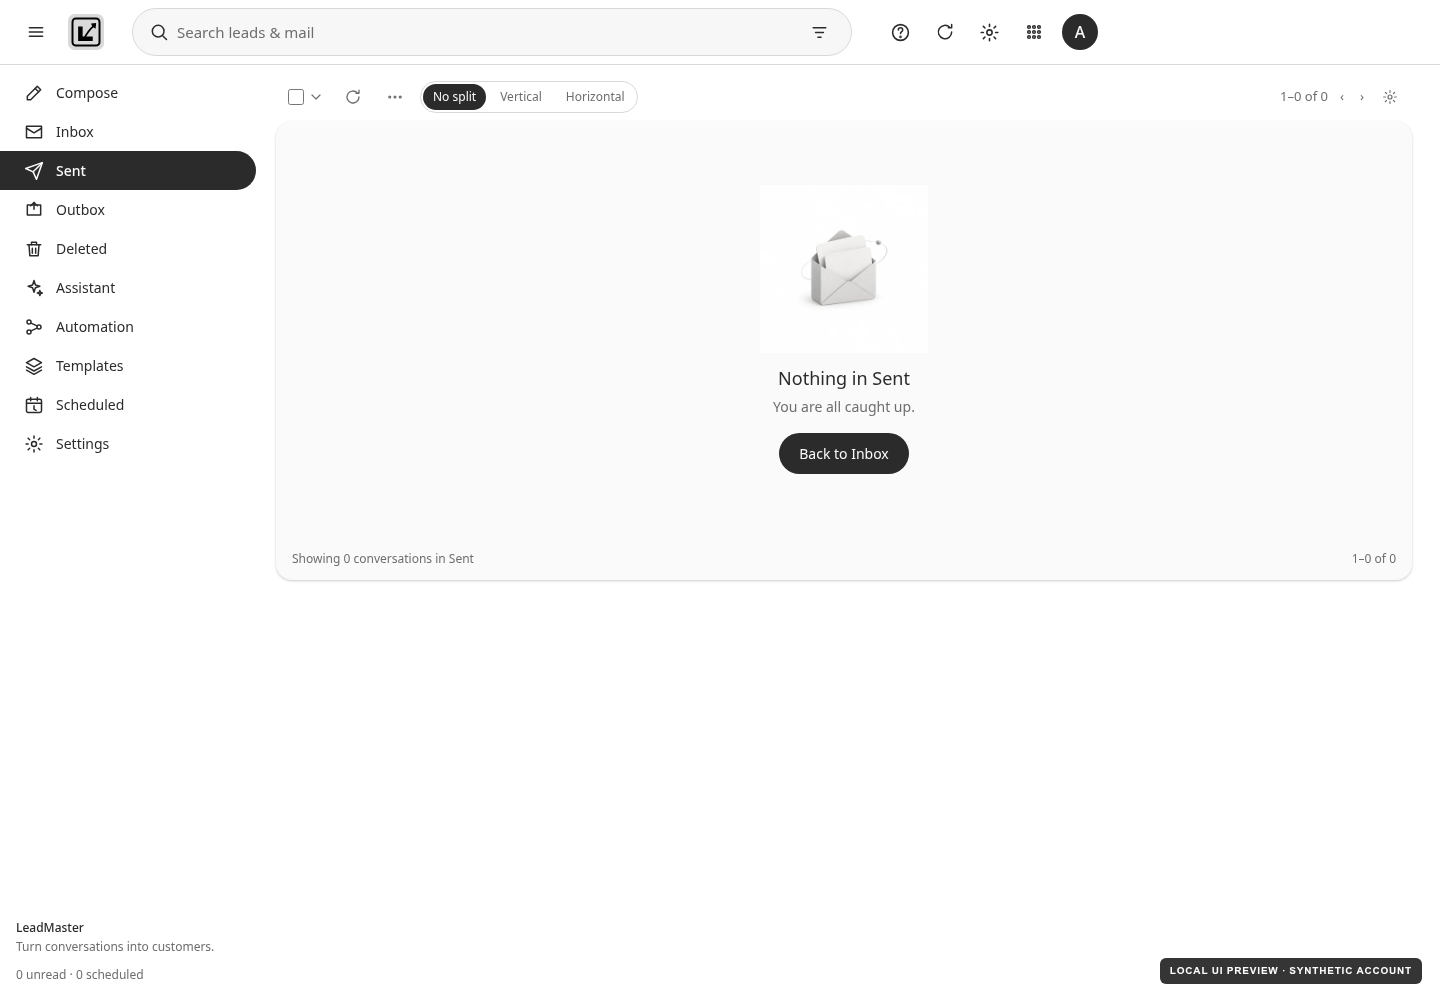 Search leads & mail
A
Compose
Inbox
Sent
Outbox
Deleted
Assistant
Automation
Templates
Scheduled
Settings
No split
Vertical
Horizontal
1–0 of 0
Nothing in Sent
You are all caught up.
Back to Inbox
Showing 0 conversations in Sent
1–0 of 0
LeadMaster
Turn conversations into customers.
0 unread · 0 scheduled
LOCAL UI PREVIEW · SYNTHETIC ACCOUNT